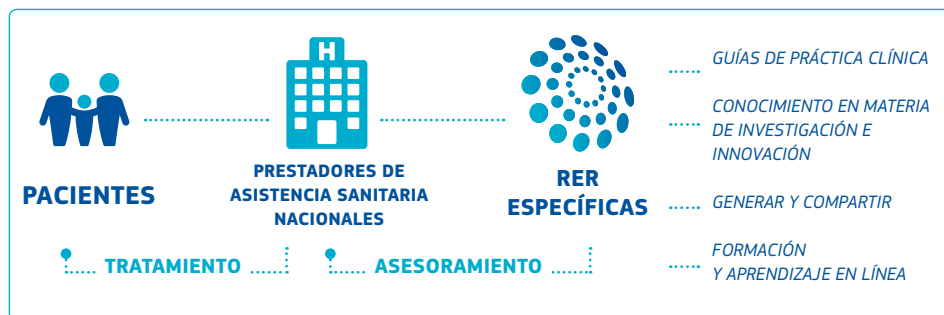 H
PACIENTES
PRESTADORES DE
ASISTENCIA SANITARIA
NACIONALES
RER
ESPECÍFICAS
TRATAMIENTO
ASESORAMIENTO
GUÍAS DE PRÁCTICA CLÍNICA
CONOCIMIENTO EN MATERIA
DE INVESTIGACIÓN E
INNOVACIÓN
GENERAR Y COMPARTIR
FORMACIÓN
Y APRENDIZAJE EN LÍNEA